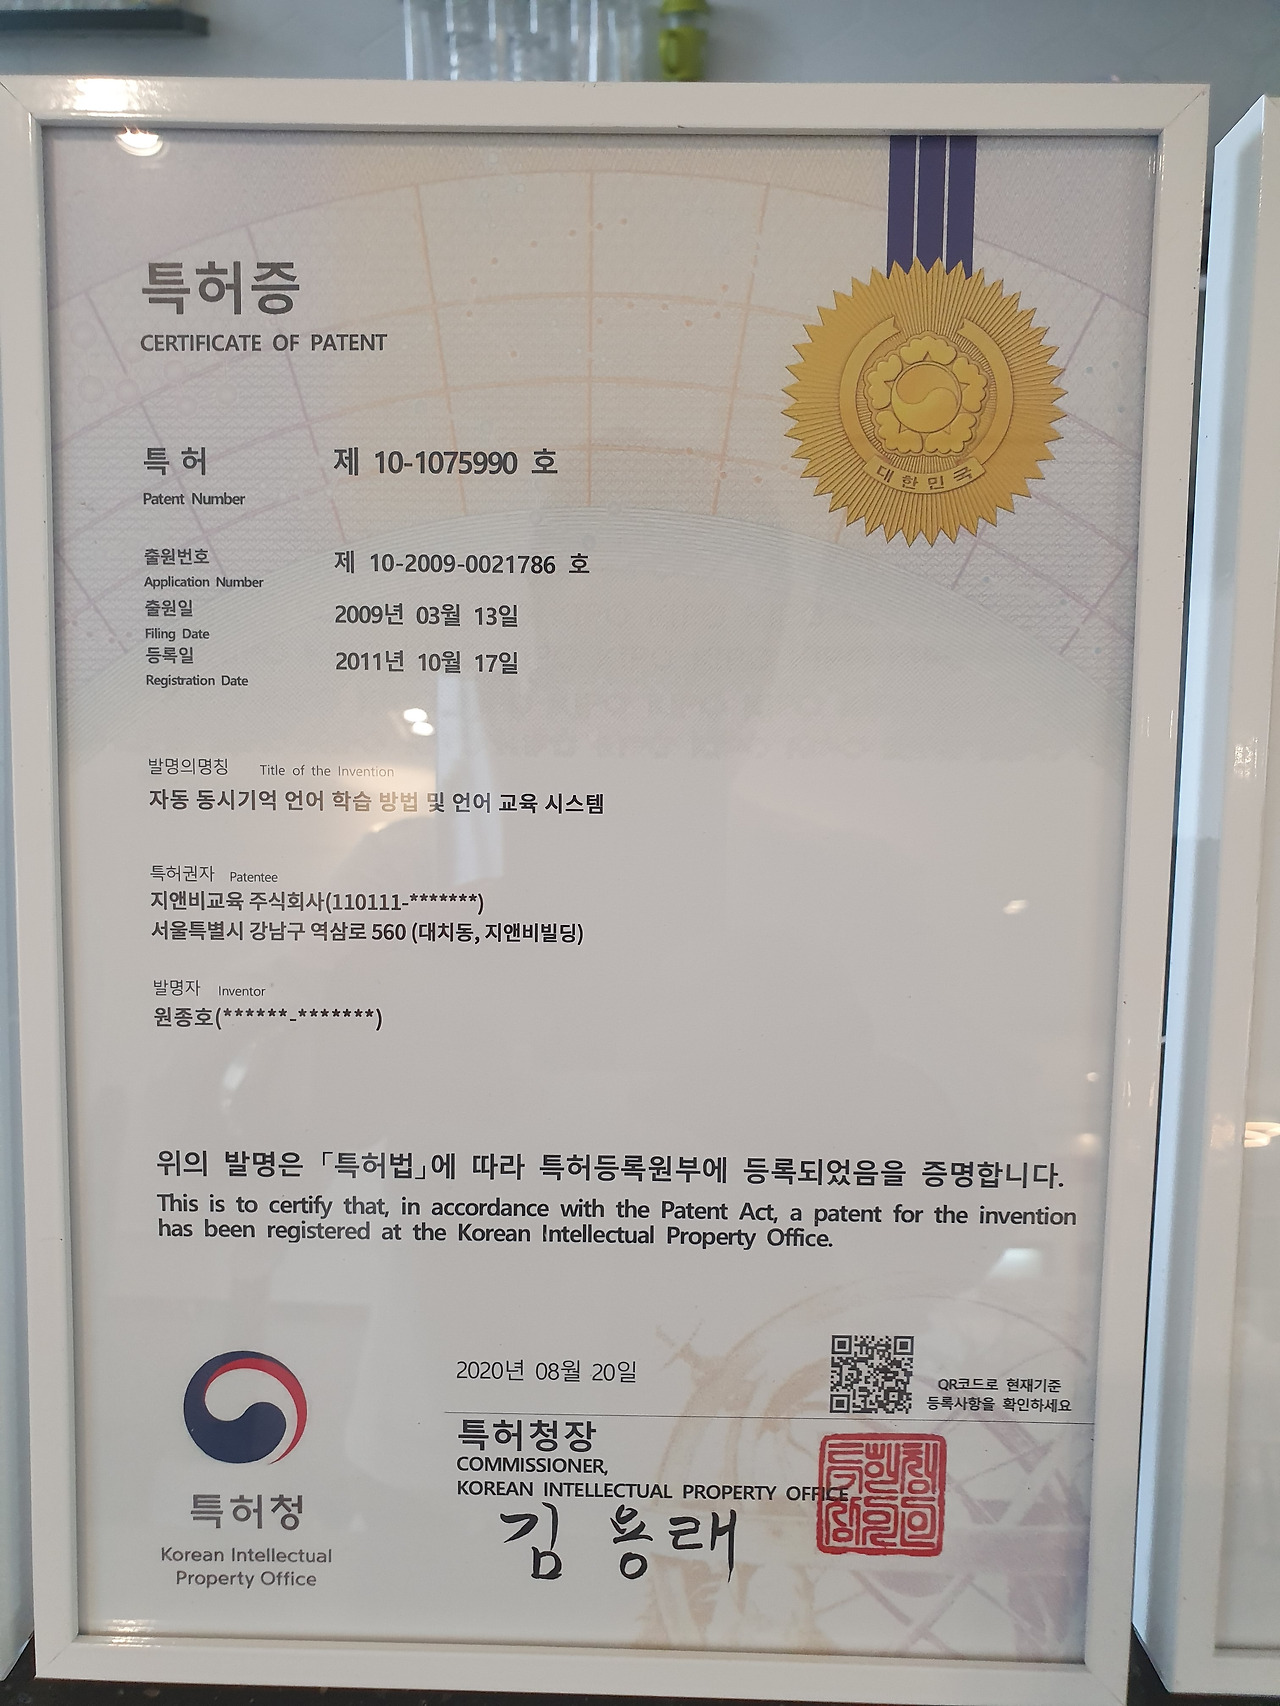 특허증
CERTIFICATE OF PATENT
대한민국
특 허 제 10-1075990 호
Patent Number
출원번호 제 10-2009-0021786 호
Application Number
출원일 2009년 03월 13일
Filing Date
등록일 2011년 10월 17일
Registration Date
발명의명칭 Title of the Invention
자동 동시기억 언어 학습 방법 및 언어 교육 시스템
특허권자 Patentee
지앤비교육 주식회사(110111-*******)
서울특별시 강남구 역삼로 560 (대치동, 지앤비빌딩)
발명자 Inventor
원종호(******-*******)
위의 발명은 「특허법」에 따라 특허등록원부에 등록되었음을 증명합니다.
This is to certify that, in accordance with the Patent Act, a patent for the invention
has been registered at the Korean Intellectual Property Office.
2020년 08월 20일
QR코드로 현재기준
등록사항을 확인하세요
특허청장
COMMISSIONER,
KOREAN INTELLECTUAL PROPERTY OFFICE
김용래
특허청
Korean Intellectual
Property Office